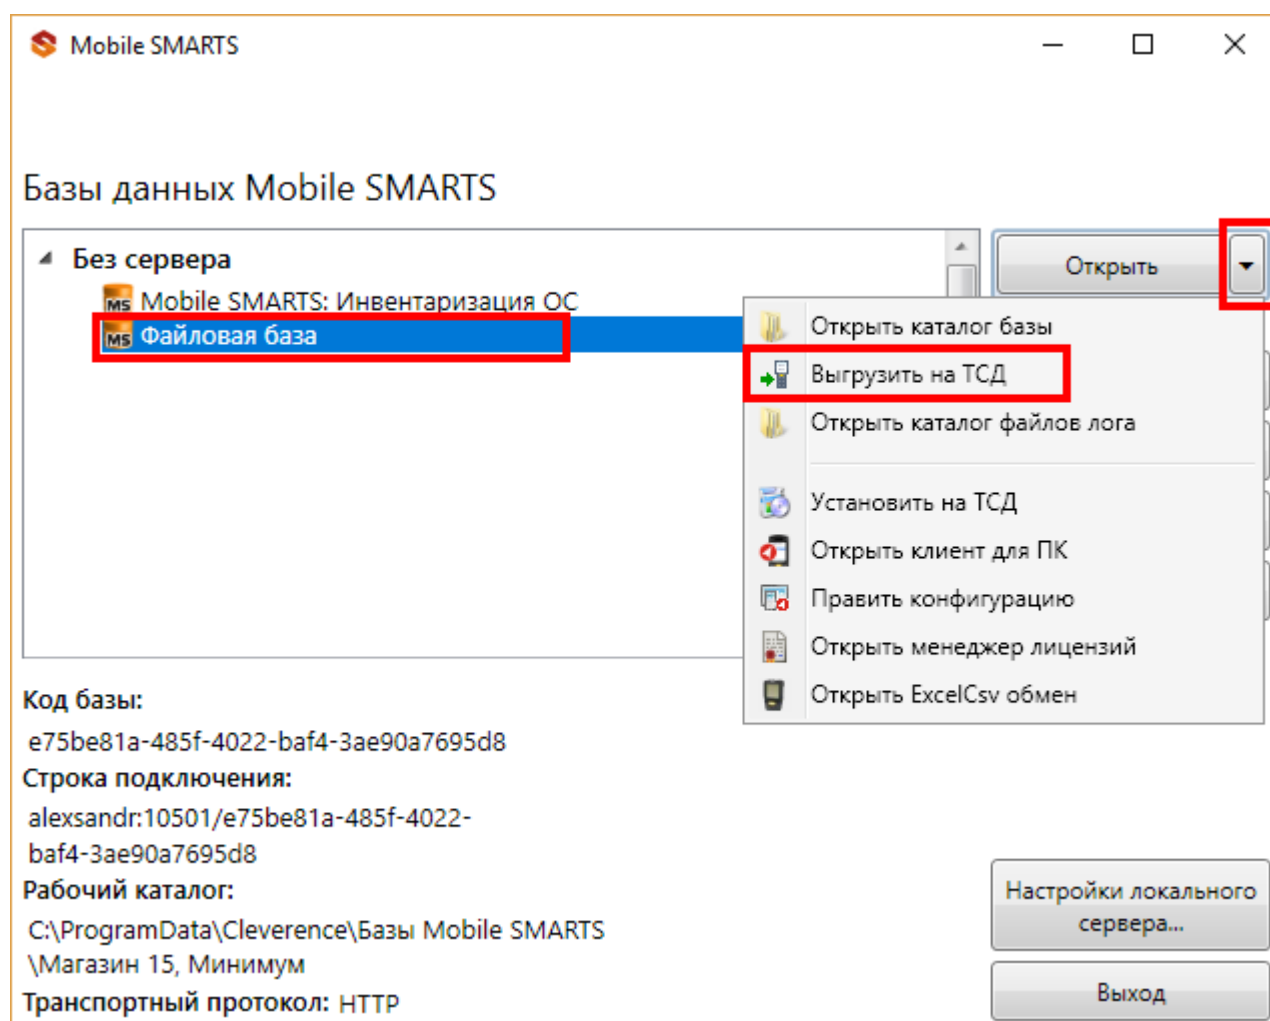 Mobile SMARTS
Базы данных Mobile SMARTS
Без сервера
Открыть
MS Mobile SMARTS: Инвентаризация ОС
MS Файловая база
Открыть каталог базы
Выгрузить на ТСД
Открыть каталог файлов лога
Установить на ТСД
Открыть клиент для ПК
Править конфигурацию
Открыть менеджер лицензий
Открыть ExcelCsv обмен
Код базы:
e75be81a-485f-4022-baf4-3ae90a7695d8
Строка подключения:
alexsandr:10501/e75be81a-485f-4022-
baf4-3ae90a7695d8
Рабочий каталог:
C:\ProgramData\Cleverence\Базы Mobile SMARTS
\Магазин 15, Минимум
Транспортный протокол: HTTP
Настройки локального
сервера...
Выход